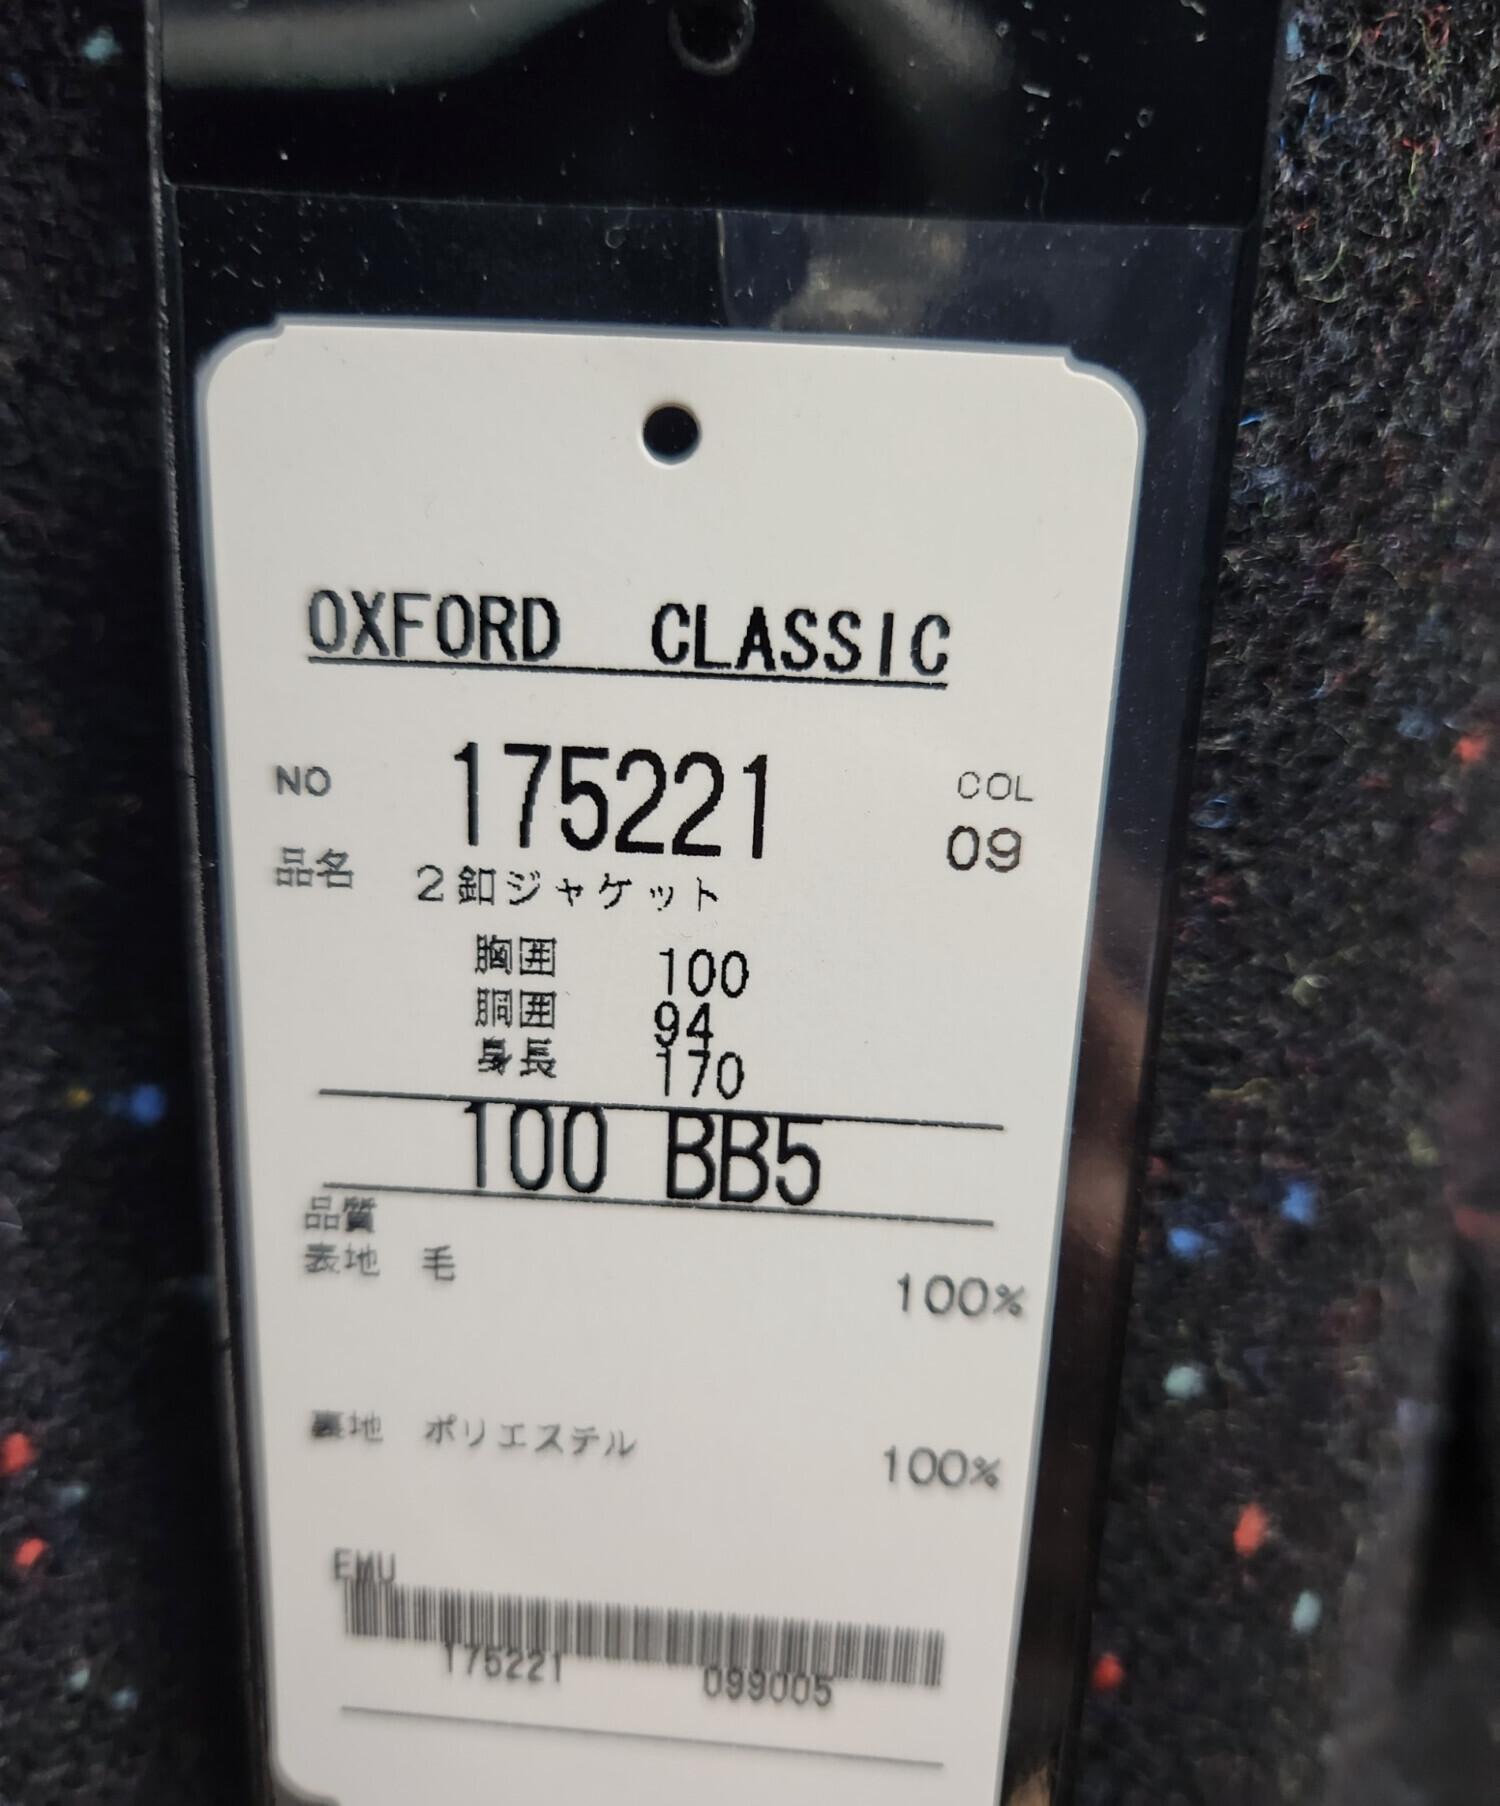 OXFORD CLASSIC
NO 175221 COL
09
品名 2釦ジャケット
胸囲 100
胴囲 94
身長 170
100 BB5
品質
表地 毛 100%
裏地 ポリエステル 100%
EMU
175221 099005